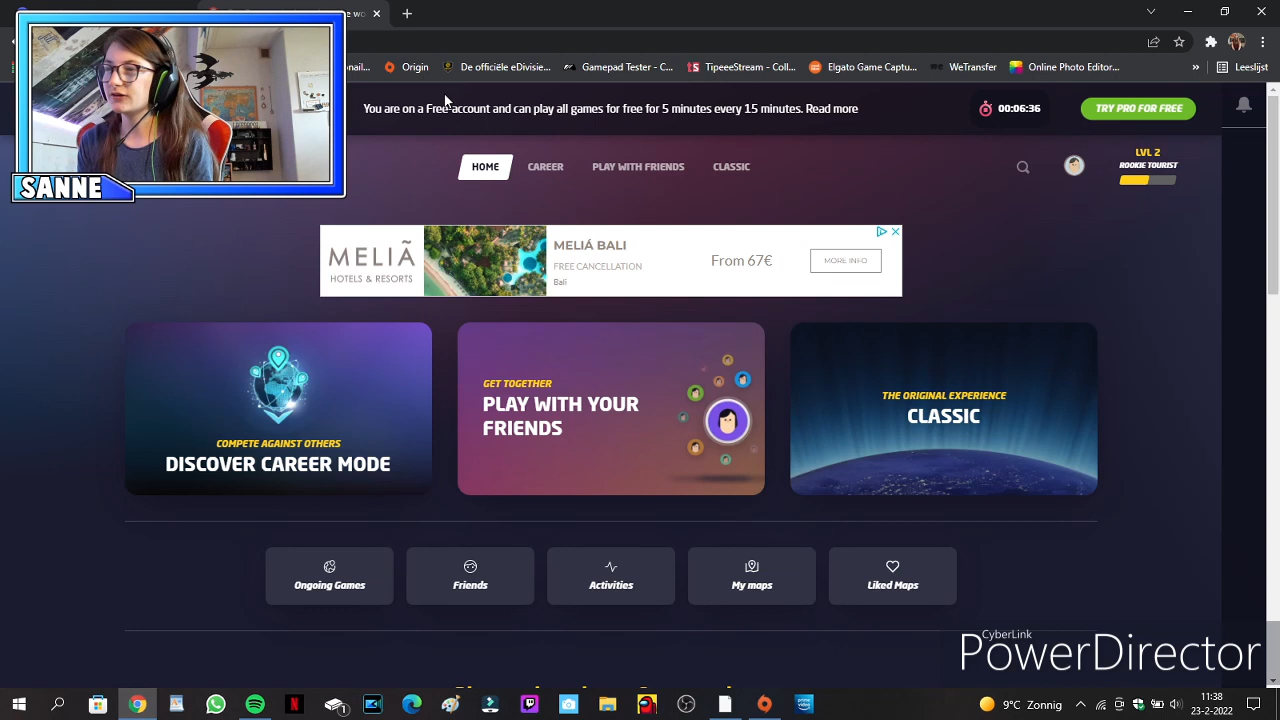 wo
mail.
Origin
De officiële eDivisie...
Gamepad Tester - C...
TipeeStream - Coll...
Game Capture - El...
WeTransfer
Online Photo Editor...
»
Leeslijst
You are on a Free account and can play all games for free for 5 minutes every 15 minutes. Read more
00:06:36
TRY PRO FOR FREE
SANNE
HOME
CAREER
PLAY WITH FRIENDS
CLASSIC
LVL 2
ROOKIE TOURIST
MELIÃ
HOTELS & RESORTS
MELIÁ BALI
FREE CANCELLATION
Bali
From 67€
MORE INFO
COMPETE AGAINST OTHERS
DISCOVER CAREER MODE
GET TOGETHER
PLAY WITH YOUR
FRIENDS
THE ORIGINAL EXPERIENCE
CLASSIC
Ongoing Games
Friends
Activities
My maps
Liked Maps
CyberLink
PowerDirector
9°C Zonnig
11:38
23-2-2022